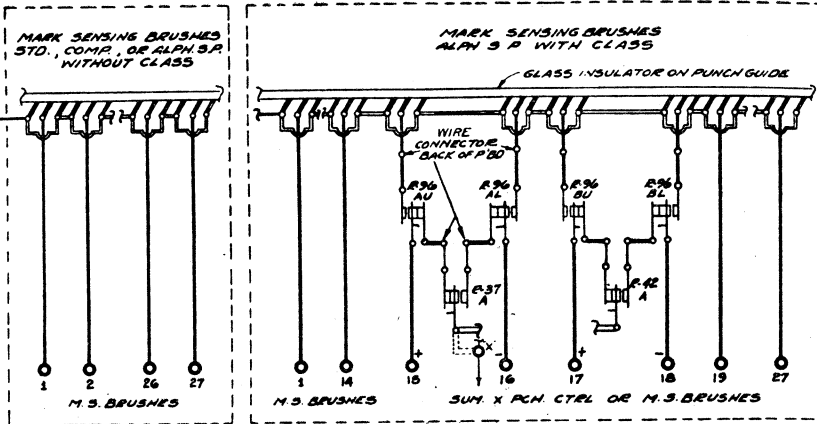 MARK SENSING BRUSHES
STD., COMP., OR ALPH. S.P.
WITHOUT CLASS
MARK SENSING BRUSHES
ALPH S P WITH CLASS
GLASS INSULATOR ON PUNCH GUIDE
WIRE
CONNECTOR
BACK OF P'BD
R-96
AU
R-96
AL
R-96
BU
R-96
BL
R-37
A
R-42
A
X
+ - + -
1 2 26 27
1 14 15 16 17 18 19 27
M.S. BRUSHES
M.S. BRUSHES
SUM. X PCH. CTRL OR M.S. BRUSHES